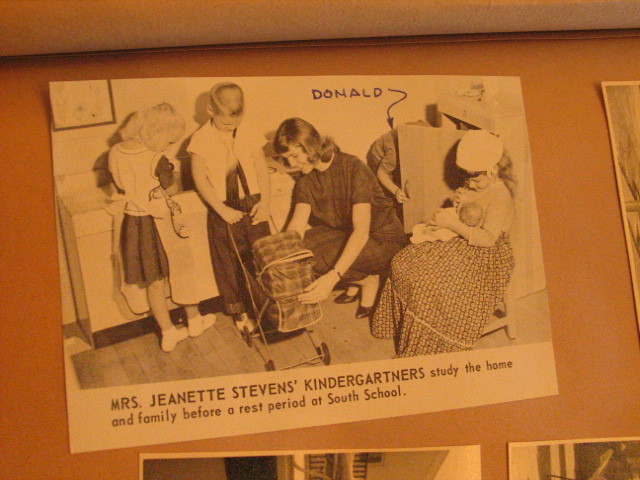 DONALD
MRS. JEANETTE STEVENS' KINDERGARTNERS study the home
and family before a rest period at South School.